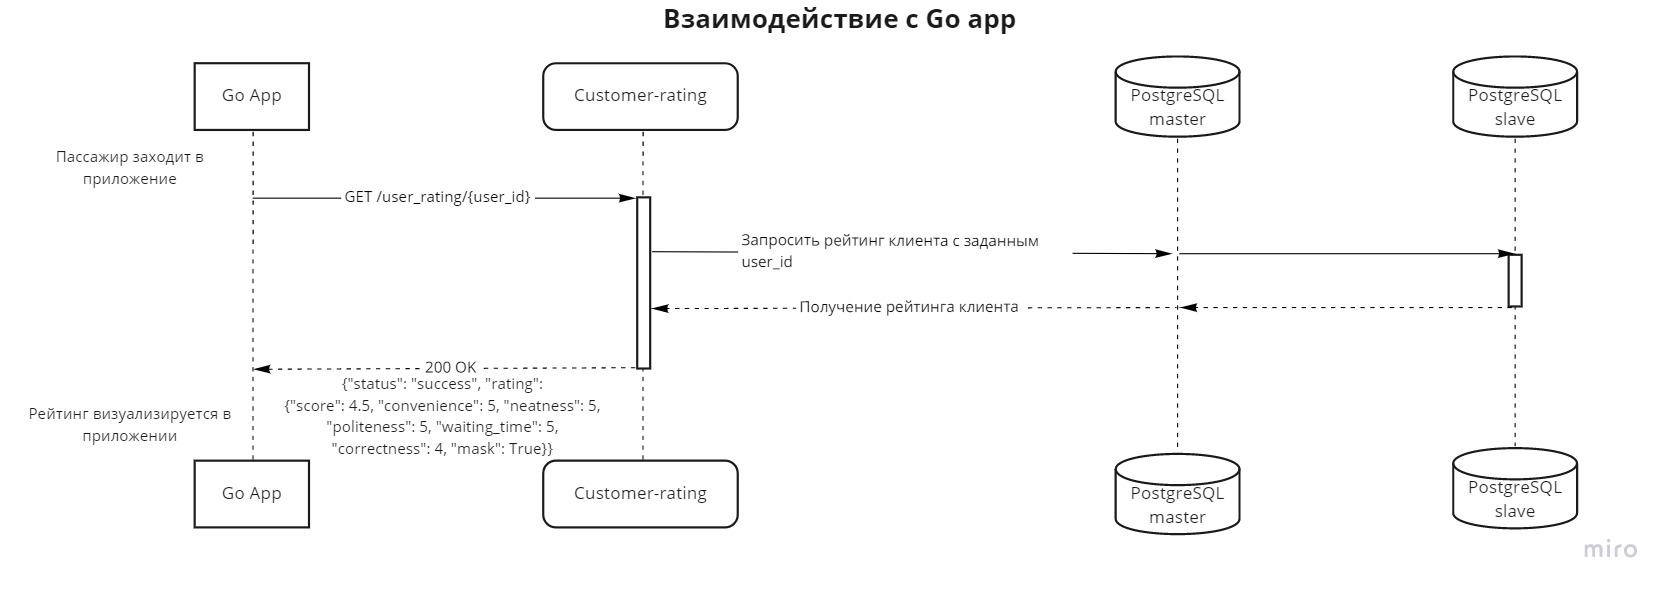 Взаимодействие с Go app
Go App
Customer-rating
PostgreSQL
master
PostgreSQL
slave
Пассажир заходит в
приложение
GET /user_rating/{user_id}
Запросить рейтинг клиента с заданным
user_id
Получение рейтинга клиента
200 OK
{"status": "success", "rating":
{"score": 4.5, "convenience": 5, "neatness": 5,
"politeness": 5, "waiting_time": 5,
"correctness": 4, "mask": True}}
Рейтинг визуализируется в
приложении
Go App
Customer-rating
PostgreSQL
master
PostgreSQL
slave
miro